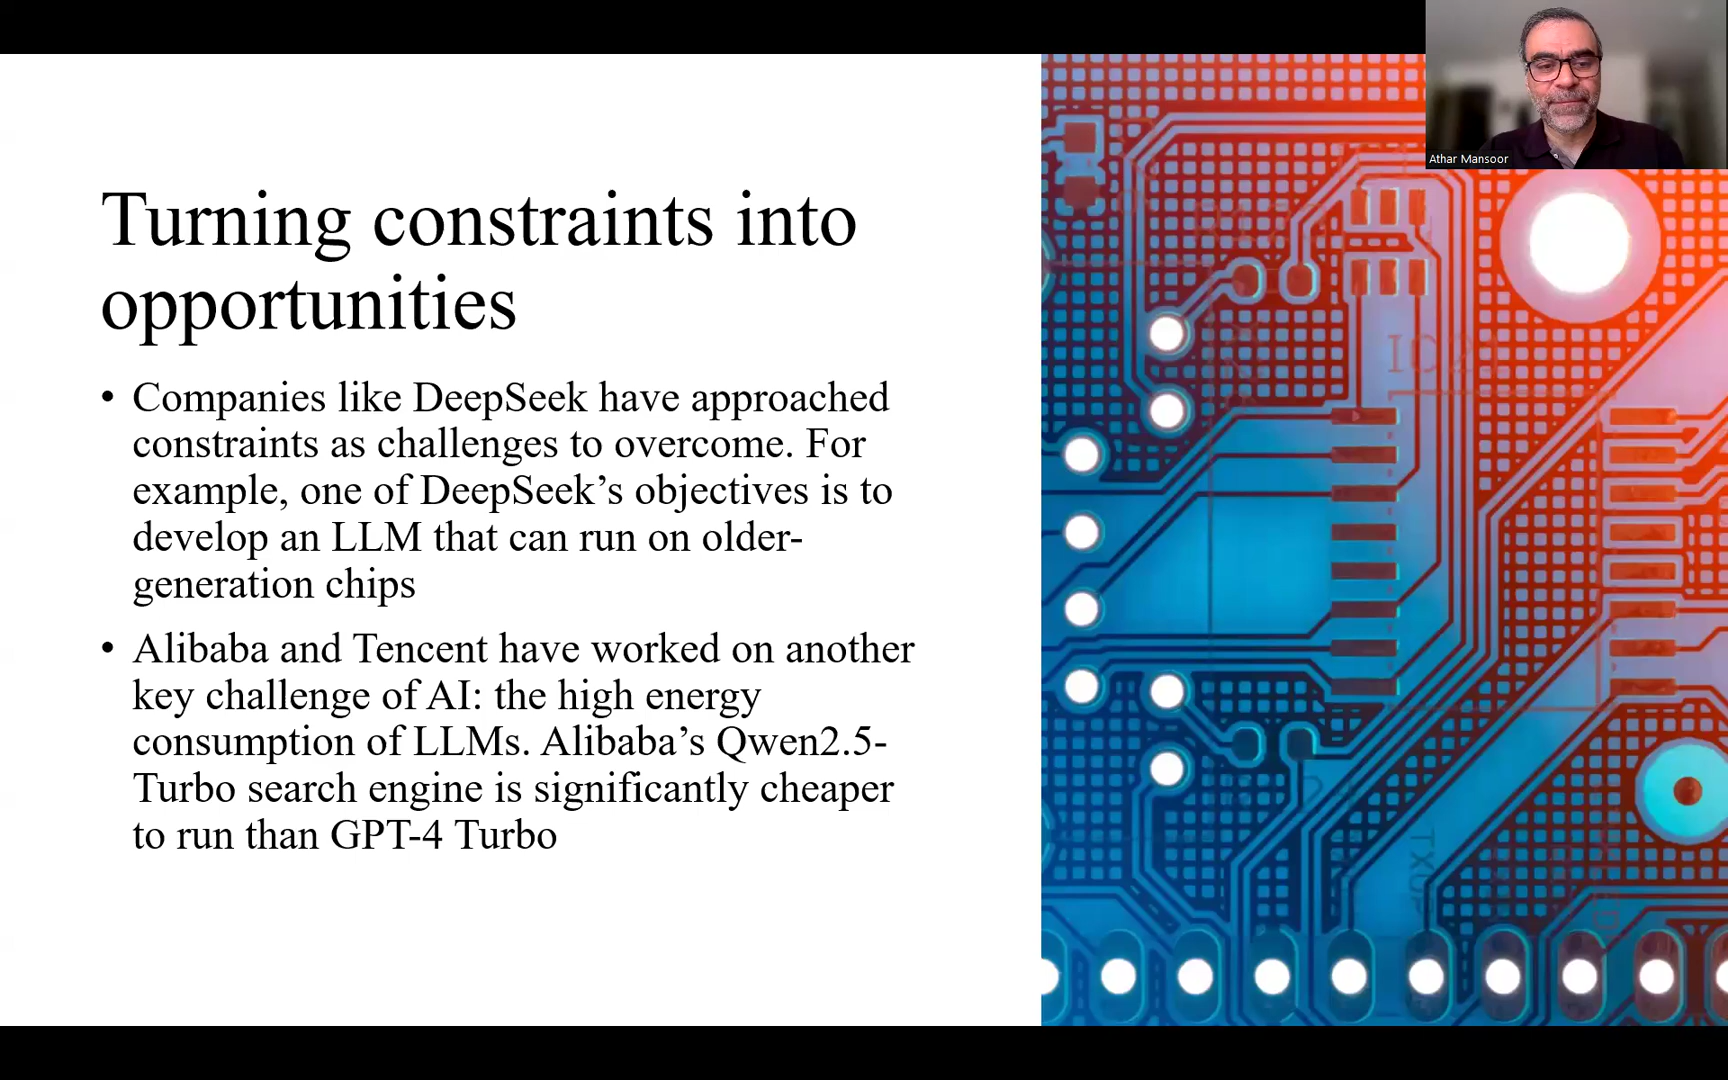 Athar Mansoor
Turning constraints into
opportunities
• Companies like DeepSeek have approached
constraints as challenges to overcome. For
example, one of DeepSeek’s objectives is to
develop an LLM that can run on older-
generation chips
• Alibaba and Tencent have worked on another
key challenge of AI: the high energy
consumption of LLMs. Alibaba’s Qwen2.5-
Turbo search engine is significantly cheaper
to run than GPT-4 Turbo